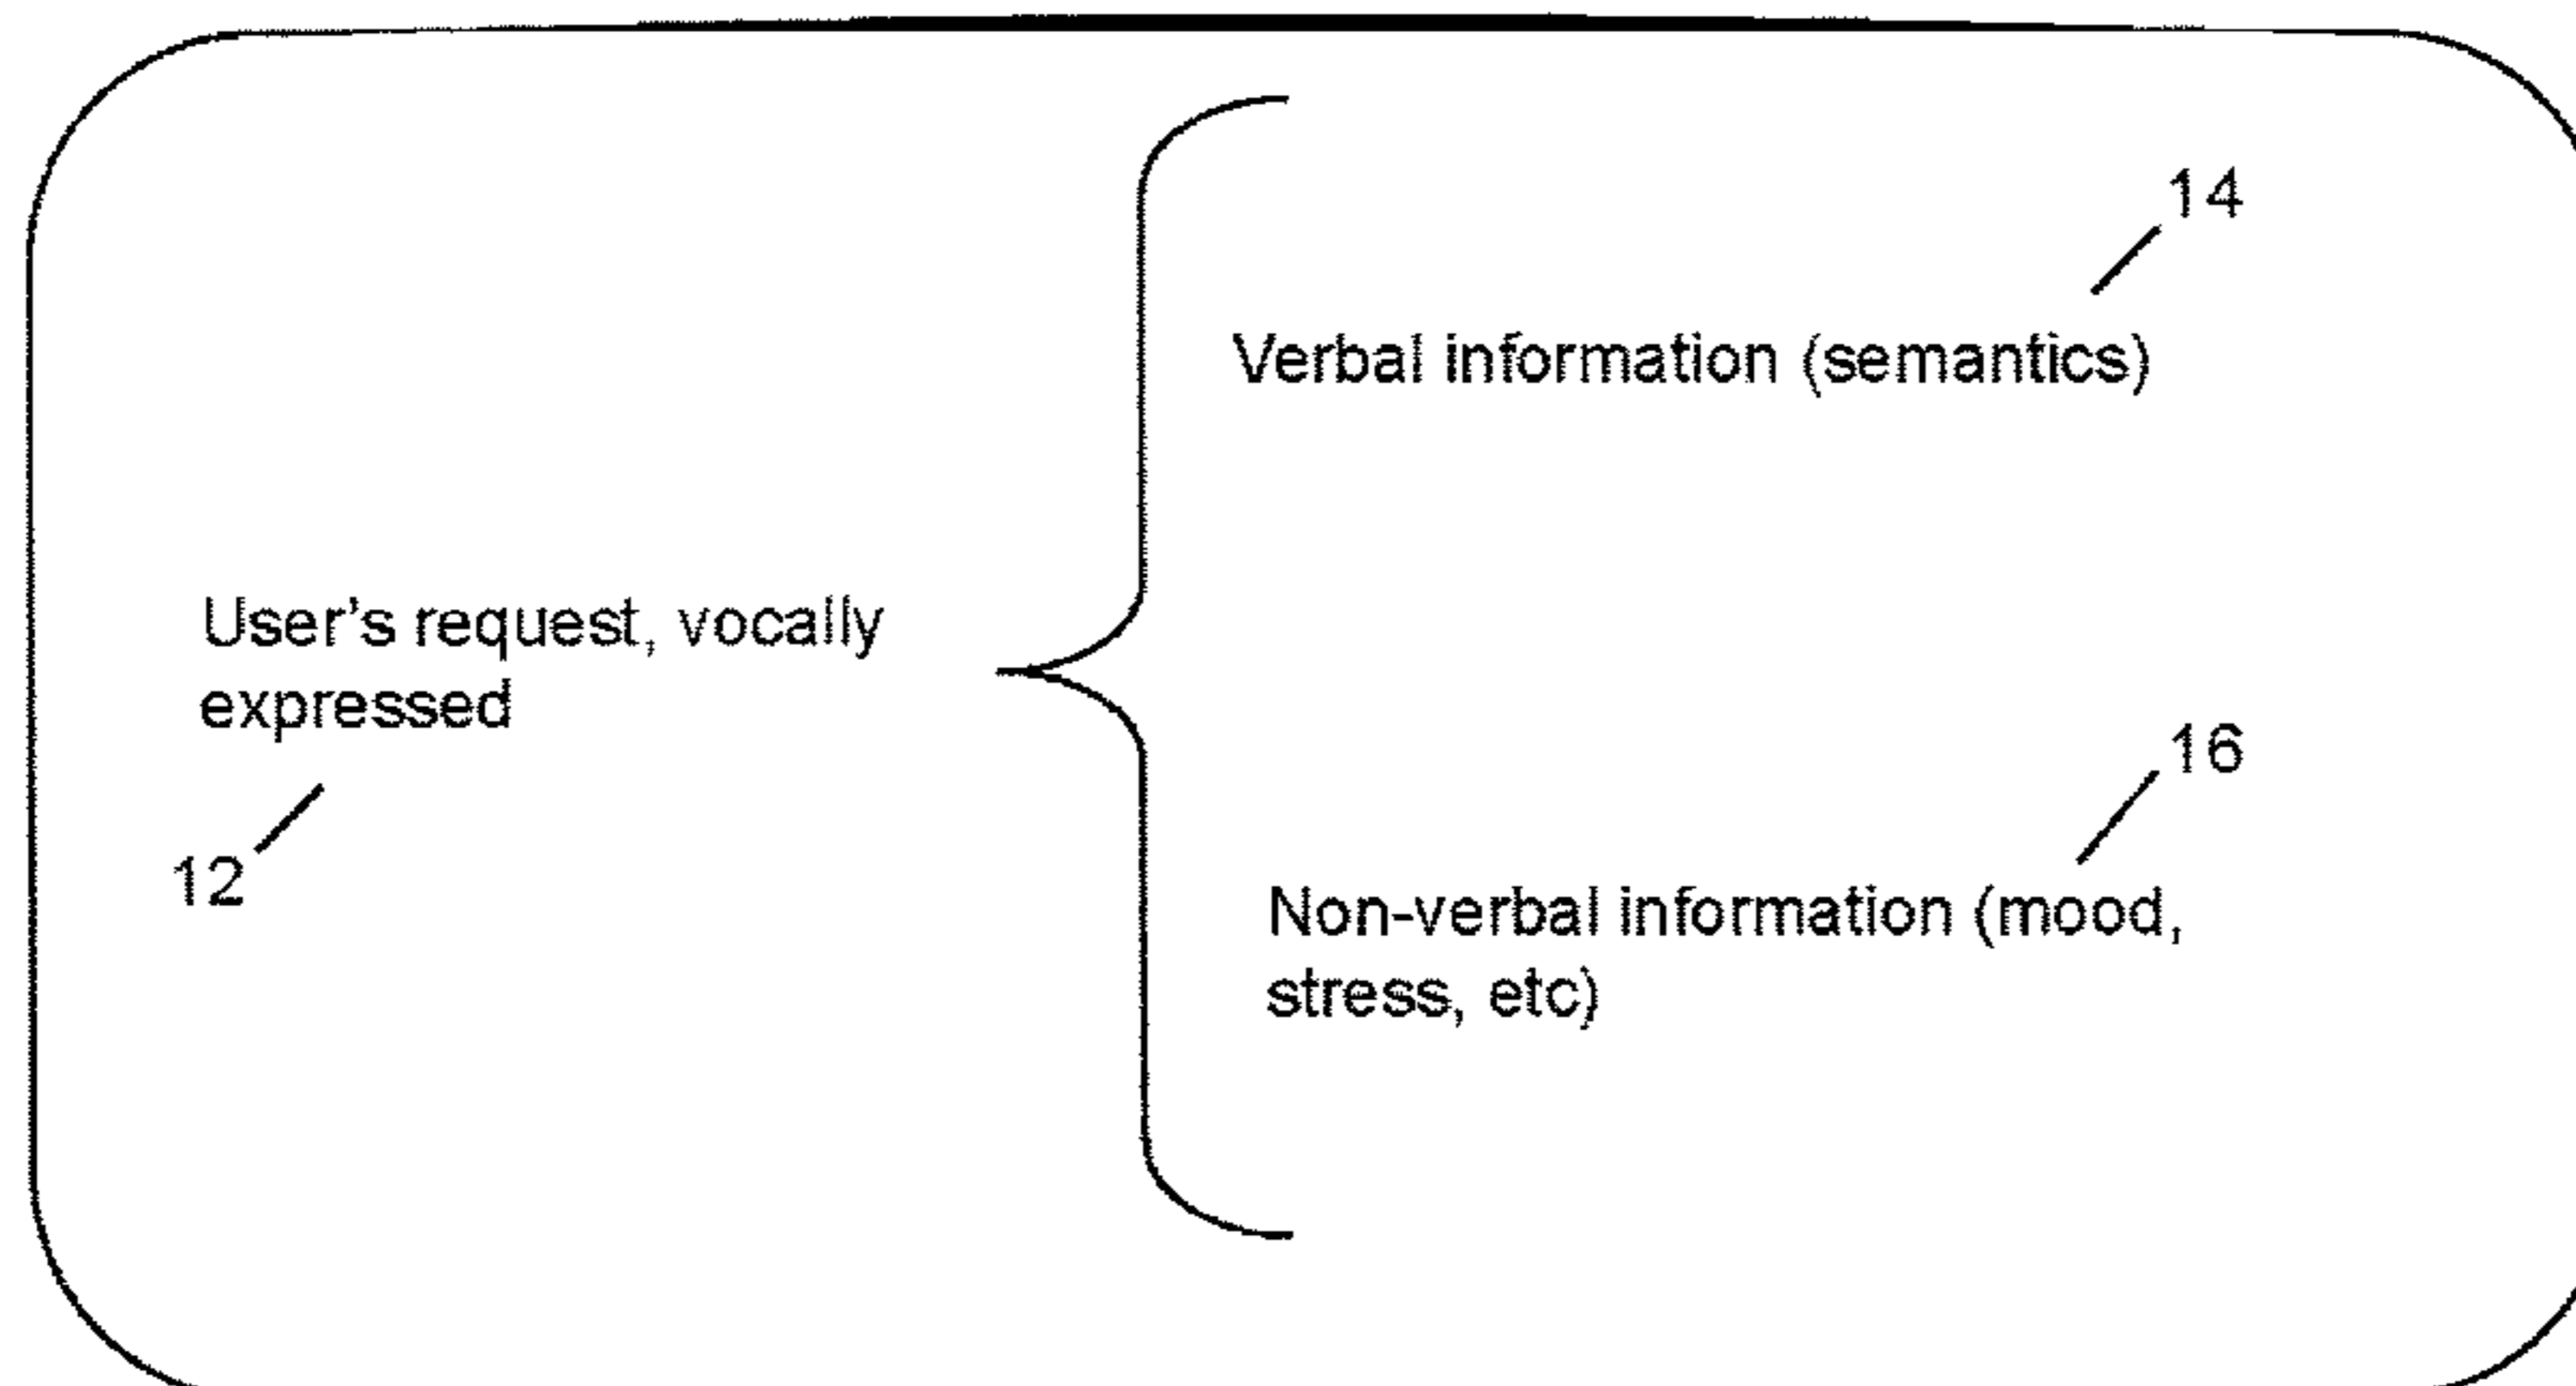 14
Verbal information (semantics)
User's request, vocally
expressed
12
16
Non-verbal information (mood,
stress, etc)